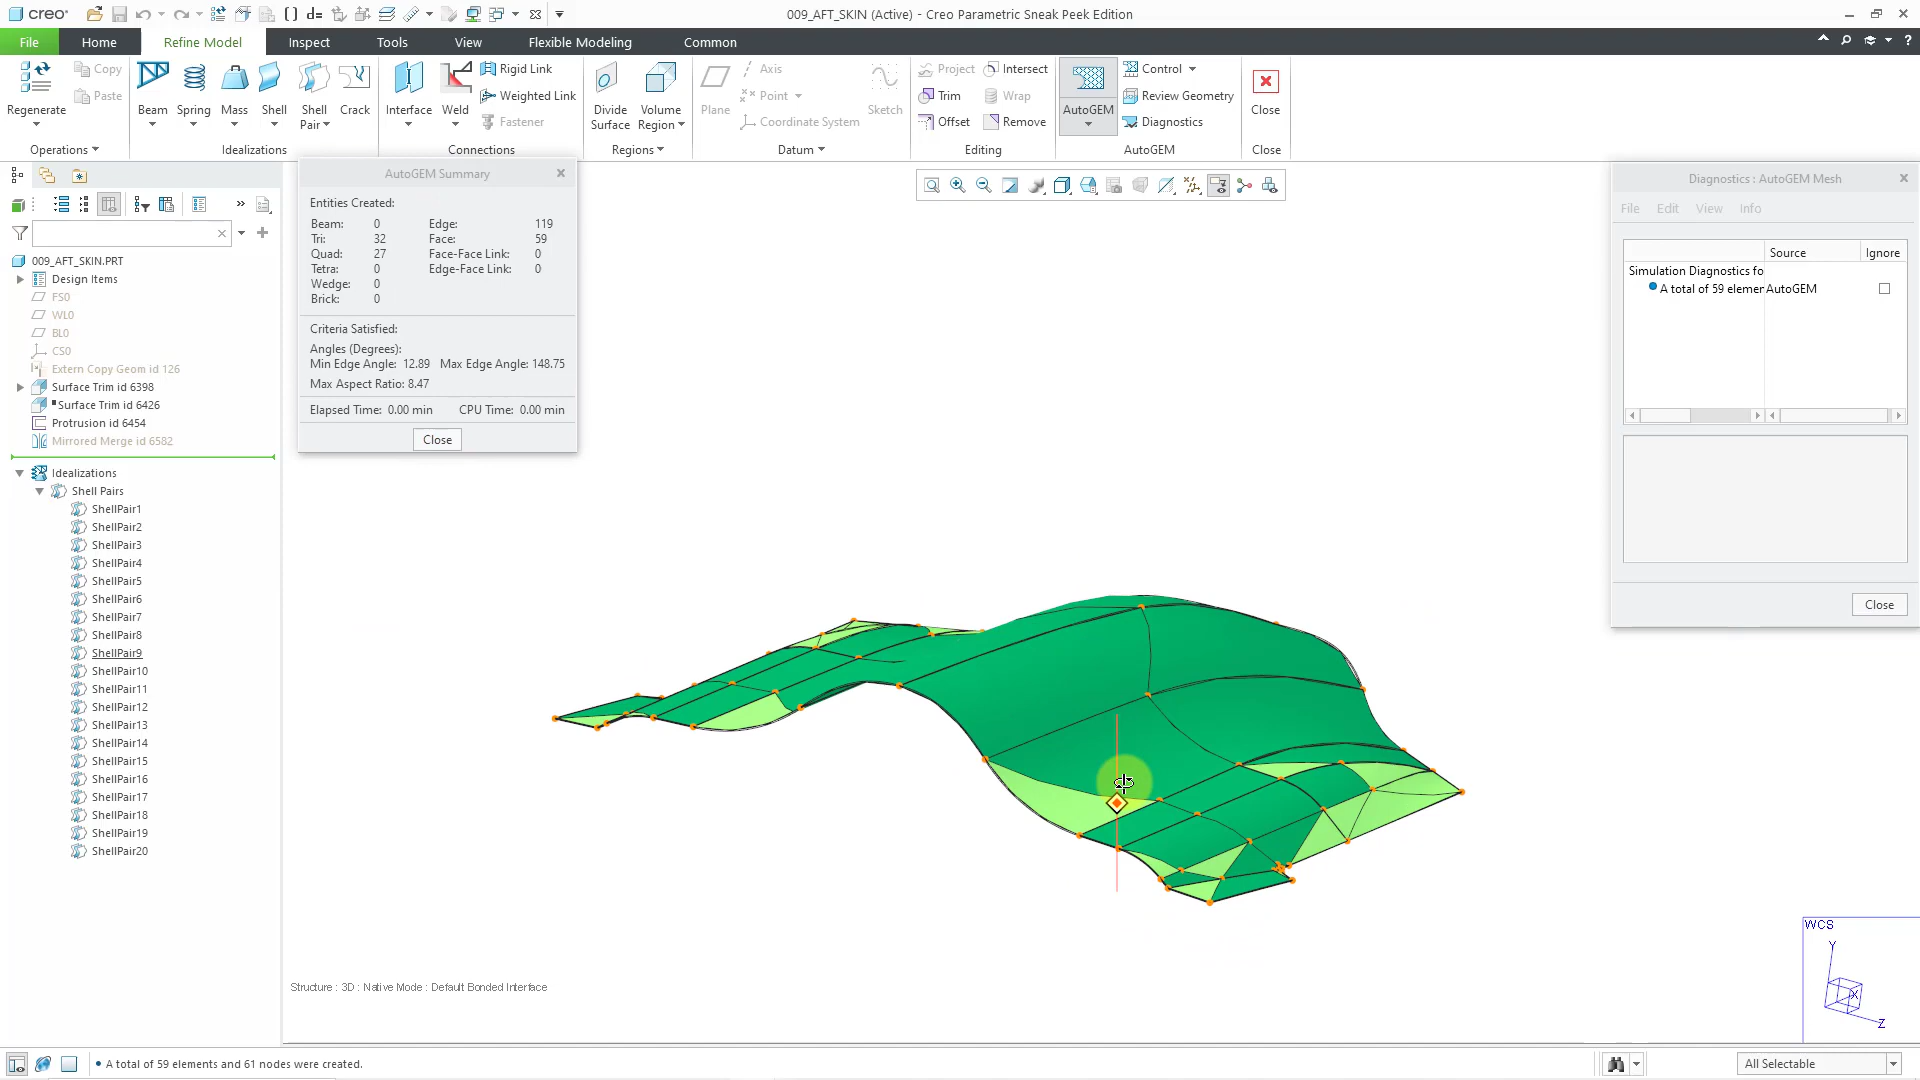 creo
d=
009_AFT_SKIN (Active) - Creo Parametric Sneak Peek Edition
File Home Refine Model Inspect Tools View Flexible Modeling Common
Regenerate
Copy
Paste
Operations
Beam
Spring
Mass
Shell
Shell
Pair
Crack
Idealizations
Interface
Weld
Rigid Link
Weighted Link
Fastener
Connections
Divide
Surface
Volume
Region
Regions
Plane
Axis
Point
Coordinate System
Sketch
Datum
Project
Intersect
Trim
Wrap
Offset
Remove
Editing
AutoGEM
Control
Review Geometry
Diagnostics
AutoGEM
Close
Close
009_AFT_SKIN.PRT
Design Items
FS0
WL0
BL0
CS0
Extern Copy Geom id 126
Surface Trim id 6398
Surface Trim id 6426
Protrusion id 6454
Mirrored Merge id 6582
Idealizations
Shell Pairs
ShellPair1
ShellPair2
ShellPair3
ShellPair4
ShellPair5
ShellPair6
ShellPair7
ShellPair8
ShellPair9
ShellPair10
ShellPair11
ShellPair12
ShellPair13
ShellPair14
ShellPair15
ShellPair16
ShellPair17
ShellPair18
ShellPair19
ShellPair20
AutoGEM Summary
Entities Created:
Beam: 0 Edge: 119
Tri: 32 Face: 59
Quad: 27 Face-Face Link: 0
Tetra: 0 Edge-Face Link: 0
Wedge: 0
Brick: 0
Criteria Satisfied:
Angles (Degrees):
Min Edge Angle: 12.89 Max Edge Angle: 148.75
Max Aspect Ratio: 8.47
Elapsed Time: 0.00 min CPU Time: 0.00 min
Close
Diagnostics : AutoGEM Mesh
File Edit View Info
Source Ignore
Simulation Diagnostics fo
A total of 59 elemer AutoGEM
Close
WCS
Y
X
Z
Structure : 3D : Native Mode : Default Bonded Interface
• A total of 59 elements and 61 nodes were created.
All Selectable